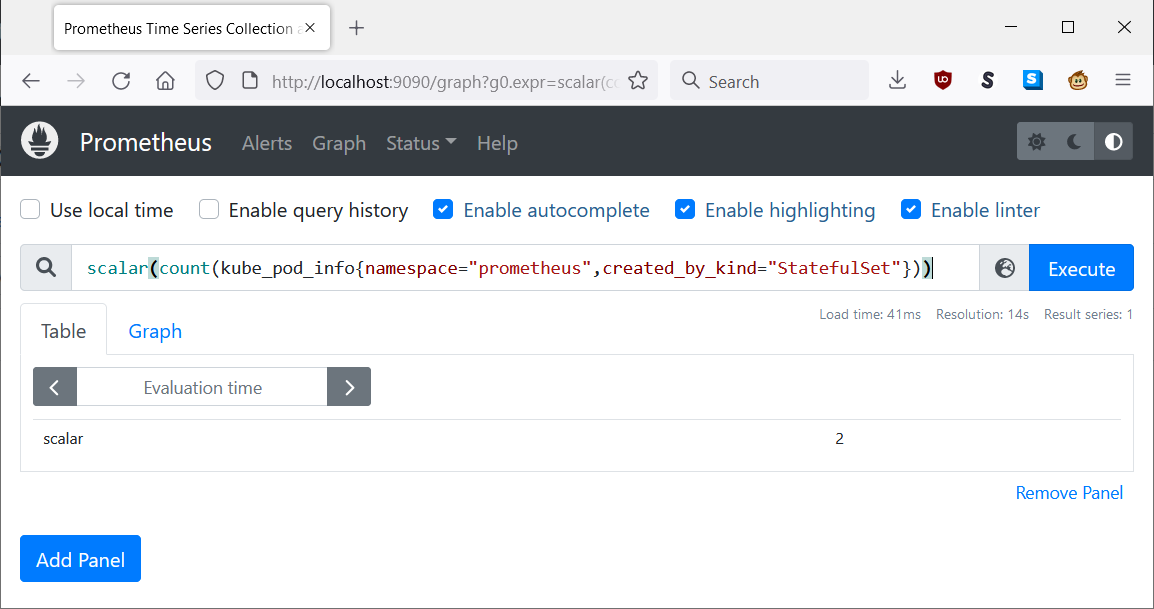 Prometheus Time Series Collection a
http://localhost:9090/graph?g0.expr=scalar(co
Search
Prometheus Alerts Graph Status Help
Use local time Enable query history Enable autocomplete Enable highlighting Enable linter
scalar(count(kube_pod_info{namespace="prometheus",created_by_kind="StatefulSet"})) Execute
Load time: 41ms Resolution: 14s Result series: 1
Table Graph
Evaluation time
scalar 2
Remove Panel
Add Panel